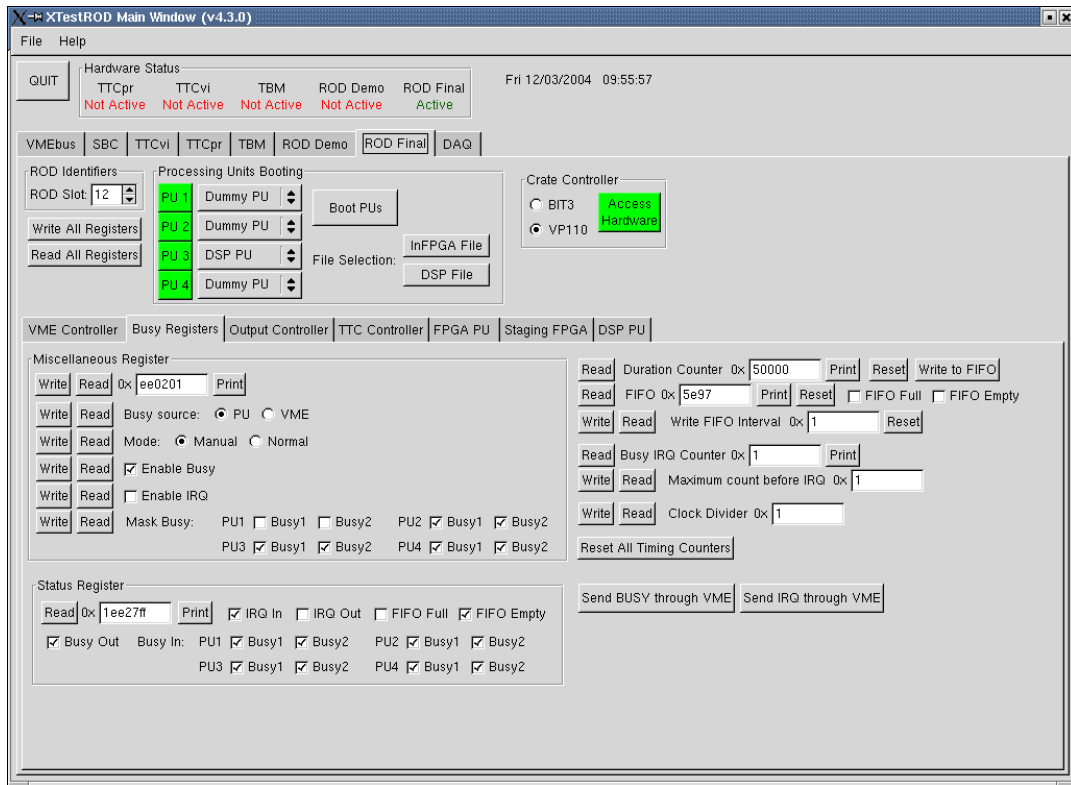 XTestROD Main Window (v4.3.0)
File Help
QUIT
Hardware Status
TTCpr TTCvi TBM ROD Demo ROD Final
Not Active Not Active Not Active Not Active Active
Fri 12/03/2004 09:55:57
VMEbus SBC TTCvi TTCpr TBM ROD Demo ROD Final DAQ
ROD Identifiers
ROD Slot: 12
Write All Registers
Read All Registers
Processing Units Booting
PU 1 Dummy PU
PU 2 Dummy PU
PU 3 DSP PU
PU 4 Dummy PU
Boot PUs
File Selection:
InFPGA File
DSP File
Crate Controller
BIT3
VP110
Access
Hardware
VME Controller Busy Registers Output Controller TTC Controller FPGA PU Staging FPGA DSP PU
Miscellaneous Register
Write Read 0x ee0201 Print
Write Read Busy source: PU VME
Write Read Mode: Manual Normal
Write Read Enable Busy
Write Read Enable IRQ
Write Read Mask Busy: PU1 Busy1 Busy2 PU2 Busy1 Busy2
PU3 Busy1 Busy2 PU4 Busy1 Busy2
Status Register
Read 0x 1ee27ff Print IRQ In IRQ Out FIFO Full FIFO Empty
Busy Out Busy In: PU1 Busy1 Busy2 PU2 Busy1 Busy2
PU3 Busy1 Busy2 PU4 Busy1 Busy2
Read Duration Counter 0x 50000 Print Reset Write to FIFO
Read FIFO 0x 5e97 Print Reset FIFO Full FIFO Empty
Write Read Write FIFO Interval 0x 1 Reset
Read Busy IRQ Counter 0x 1 Print
Write Read Maximum count before IRQ 0x 1
Write Read Clock Divider 0x 1
Reset All Timing Counters
Send BUSY through VME Send IRQ through VME